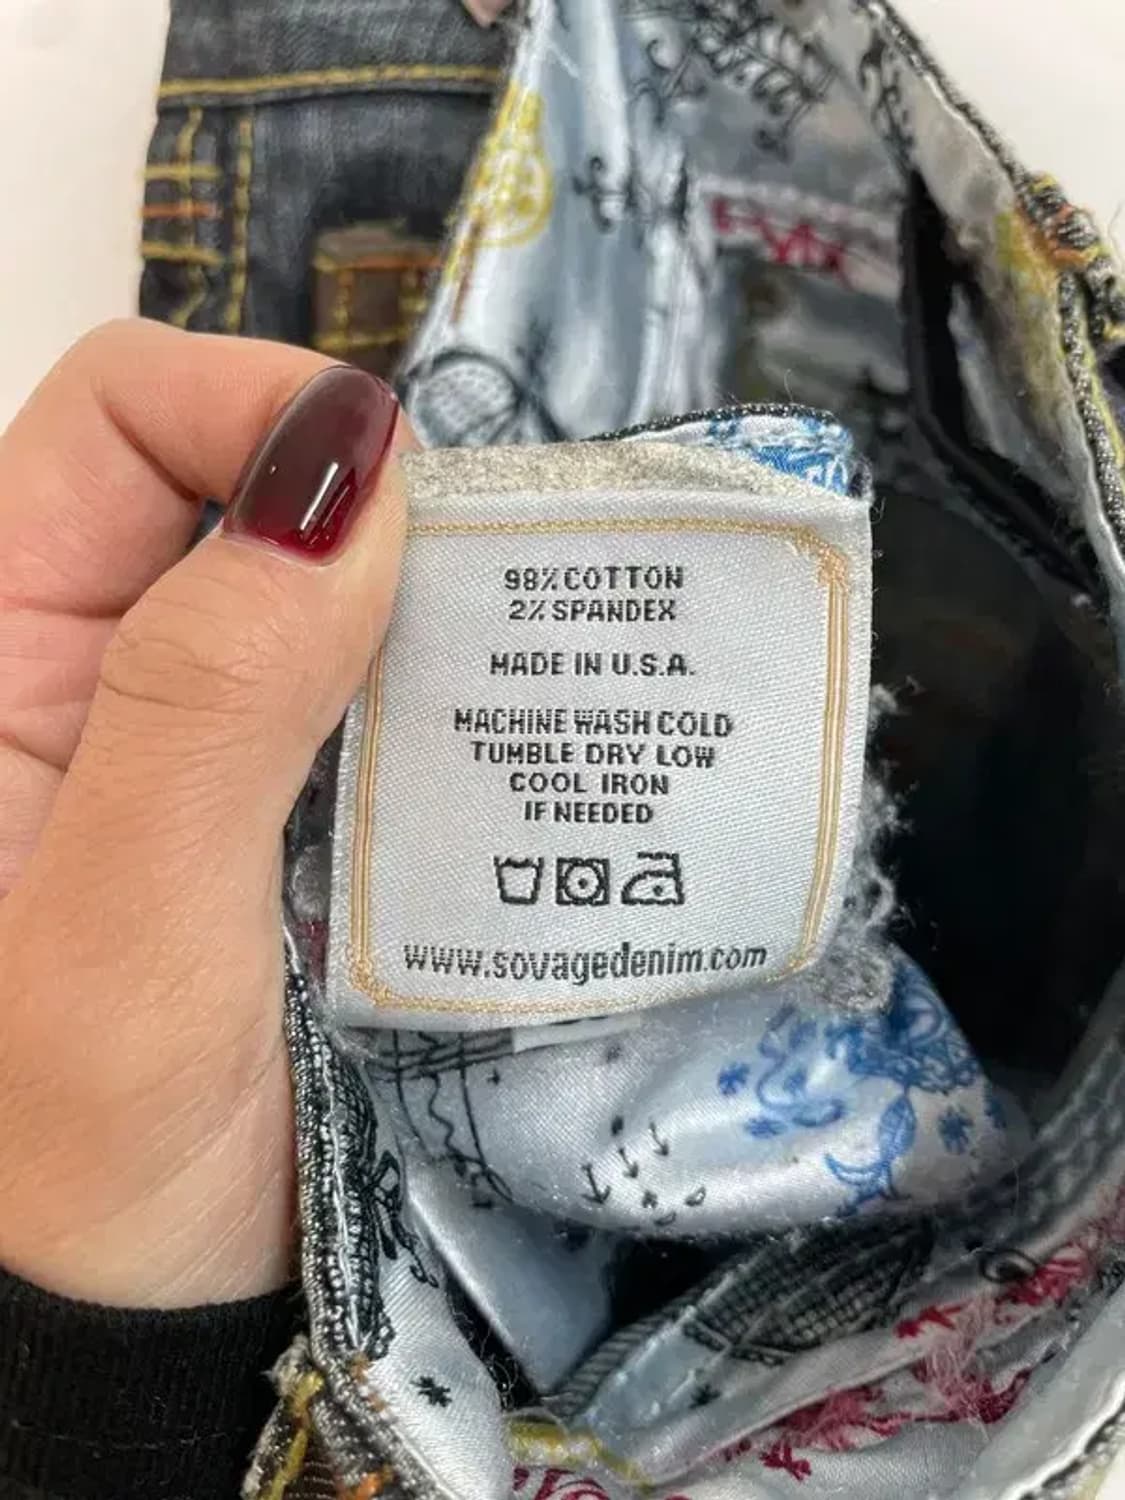 98% COTTON
2% SPANDEX
MADE IN U.S.A.
MACHINE WASH COLD
TUMBLE DRY LOW
COOL IRON
IF NEEDED
www.sovagedenim.com